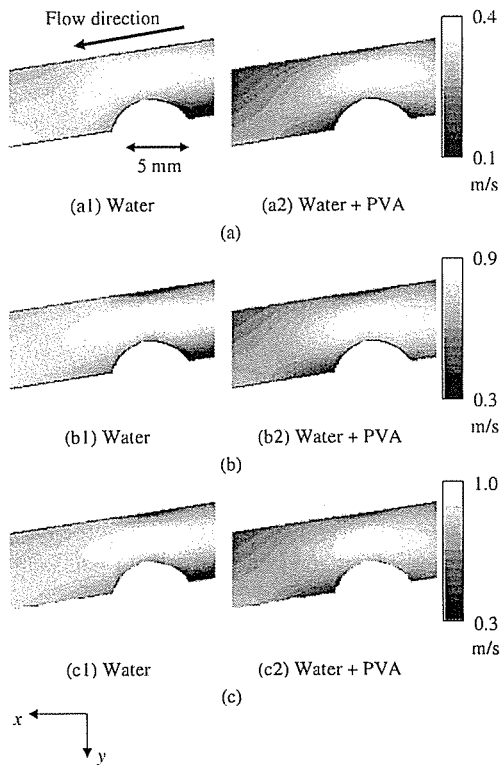 Flow direction
0.4
5 mm
0.1
m/s
(a1) Water
(a2) Water + PVA
(a)
0.9
0.3
m/s
(b1) Water
(b2) Water + PVA
(b)
1.0
0.3
m/s
(c1) Water
(c2) Water + PVA
(c)
x
y